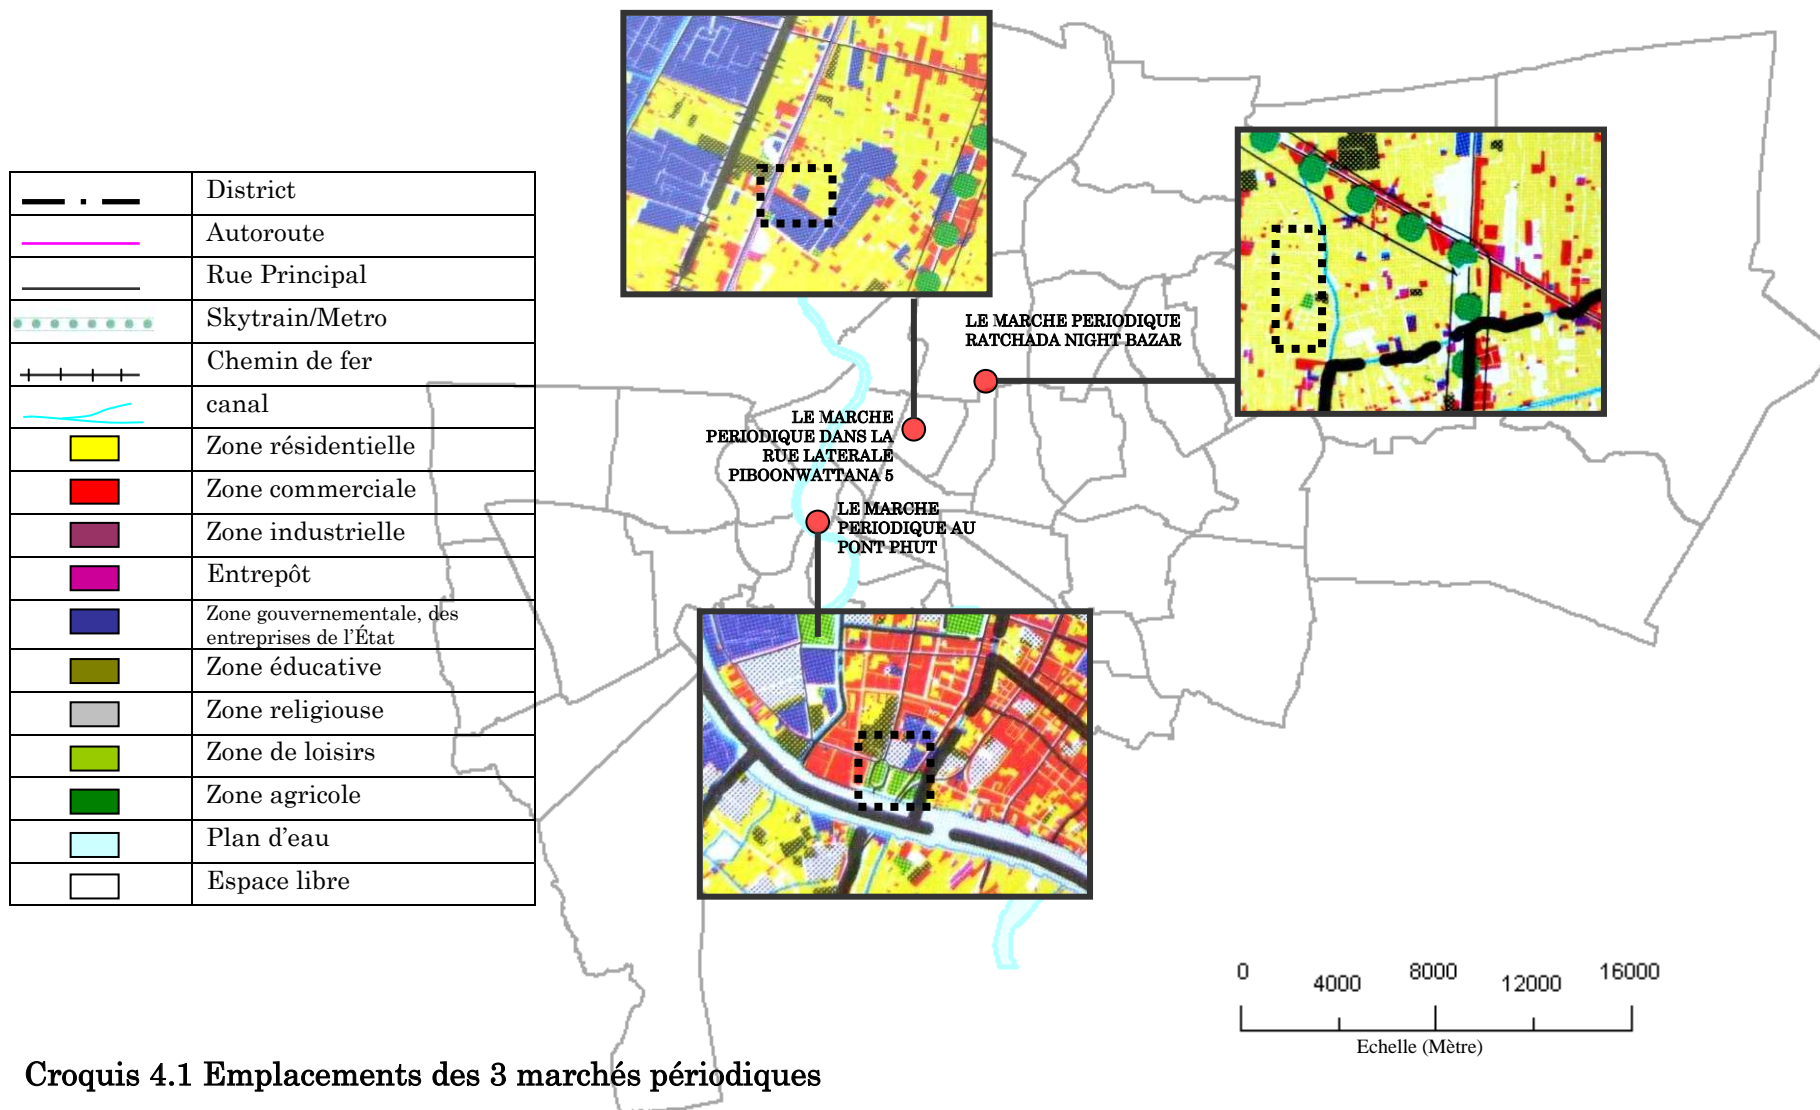 District
Autoroute
Rue Principal
Skytrain/Metro
Chemin de fer
canal
Zone résidentielle
Zone commerciale
Zone industrielle
Entrepôt
Zone gouvernementale, des
entreprises de l'État
Zone éducative
Zone religiouse
Zone de loisirs
Zone agricole
Plan d'eau
Espace libre
LE MARCHE PERIODIQUE
RATCHADA NIGHT BAZAR
LE MARCHE
PERIODIQUE DANS LA
RUE LATERALE
PIBOONWATTANA 5
LE MARCHE
PERIODIQUE AU
PONT PHUT
0 4000 8000 12000 16000
Echelle (Mètre)
Croquis 4.1 Emplacements des 3 marchés périodiques